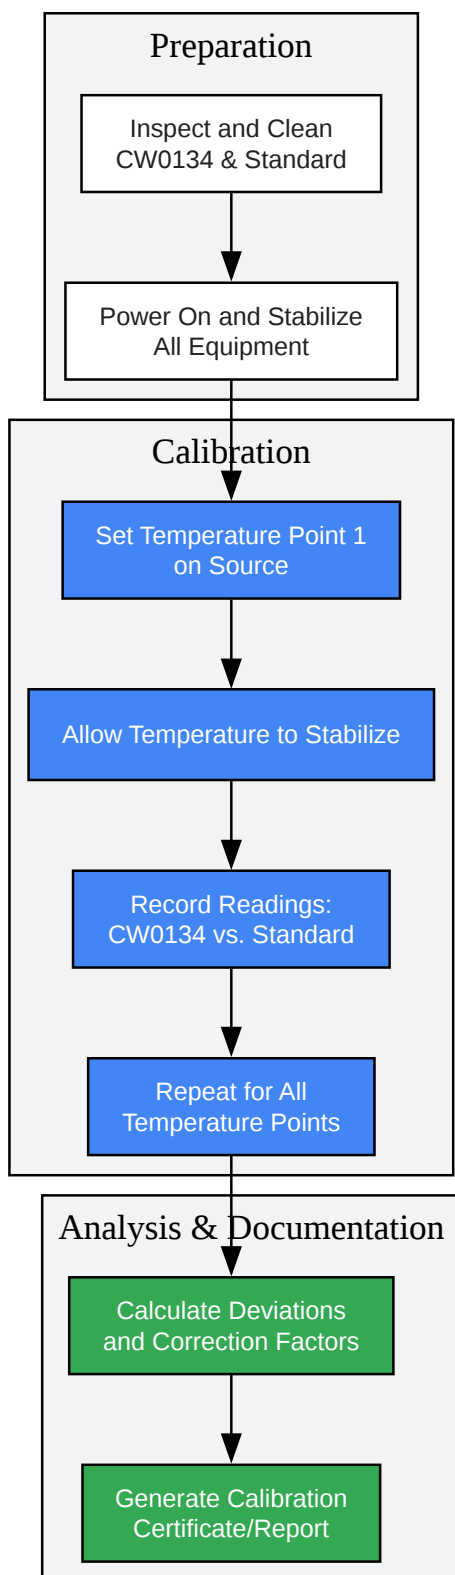 Preparation
Inspect and Clean
CW0134 & Standard
Power On and Stabilize
All Equipment
Calibration
Set Temperature Point 1
on Source
Allow Temperature to Stabilize
Record Readings:
CW0134 vs. Standard
Repeat for All
Temperature Points
Analysis & Documentation
Calculate Deviations
and Correction Factors
Generate Calibration
Certificate/Report